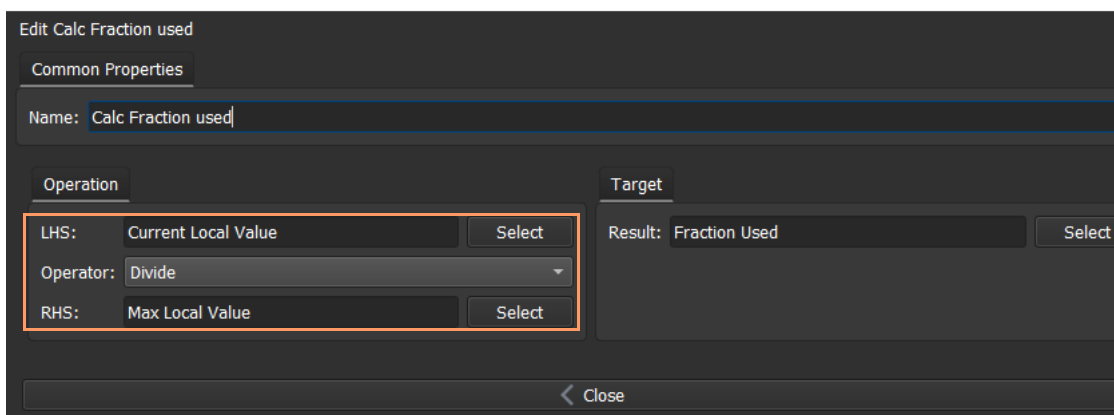 Edit Calc Fraction used
Common Properties
Name: Calc Fraction used
Operation
LHS: Current Local Value Select
Operator: Divide
RHS: Max Local Value Select
Target
Result: Fraction Used Select
Close